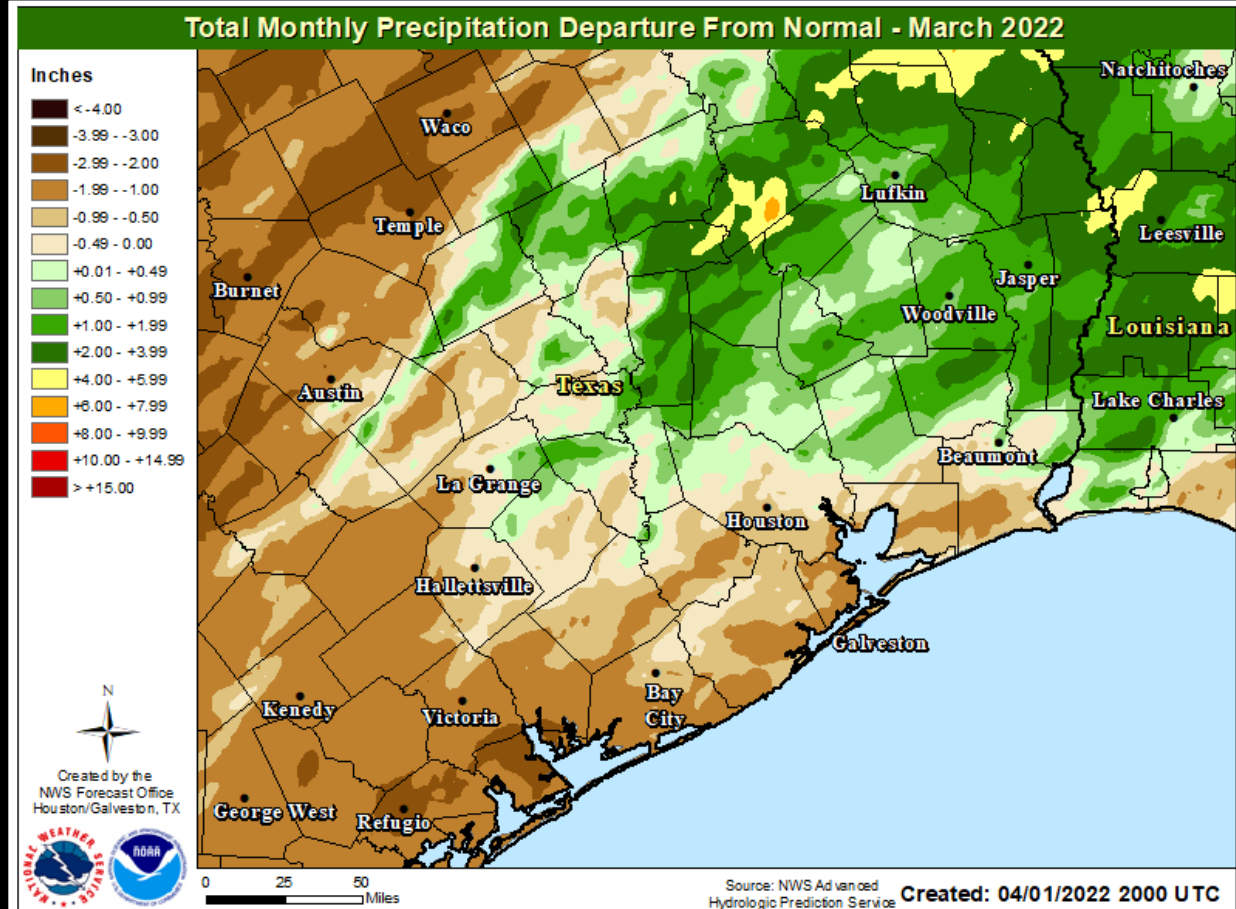 Total Monthly Precipitation Departure From Normal - March 2022
Inches
< -4.00
-3.99 - -3.00
-2.99 - -2.00
-1.99 - -1.00
-0.99 - -0.50
-0.49 - 0.00
+0.01 - +0.49
+0.50 - +0.99
+1.00 - +1.99
+2.00 - +3.99
+4.00 - +5.99
+6.00 - +7.99
+8.00 - +9.99
+10.00 - +14.99
> +15.00
Natchitoches
Waco
Lufkin
Temple
Leesville
Burnet
Jasper
Woodville
Louisiana
Austin
Texas
Lake Charles
Beaumont
La Grange
Houston
Hallettsville
Galveston
Bay
City
Kenedy
Victoria
George West
Refugio
N
Created by the
NWS Forecast Office
Houston/Galveston, TX
NATIONAL WEATHER SERVICE
NOAA
0 25 50
Miles
Source: NWS Advanced
Hydrologic Prediction Service
Created: 04/01/2022 2000 UTC